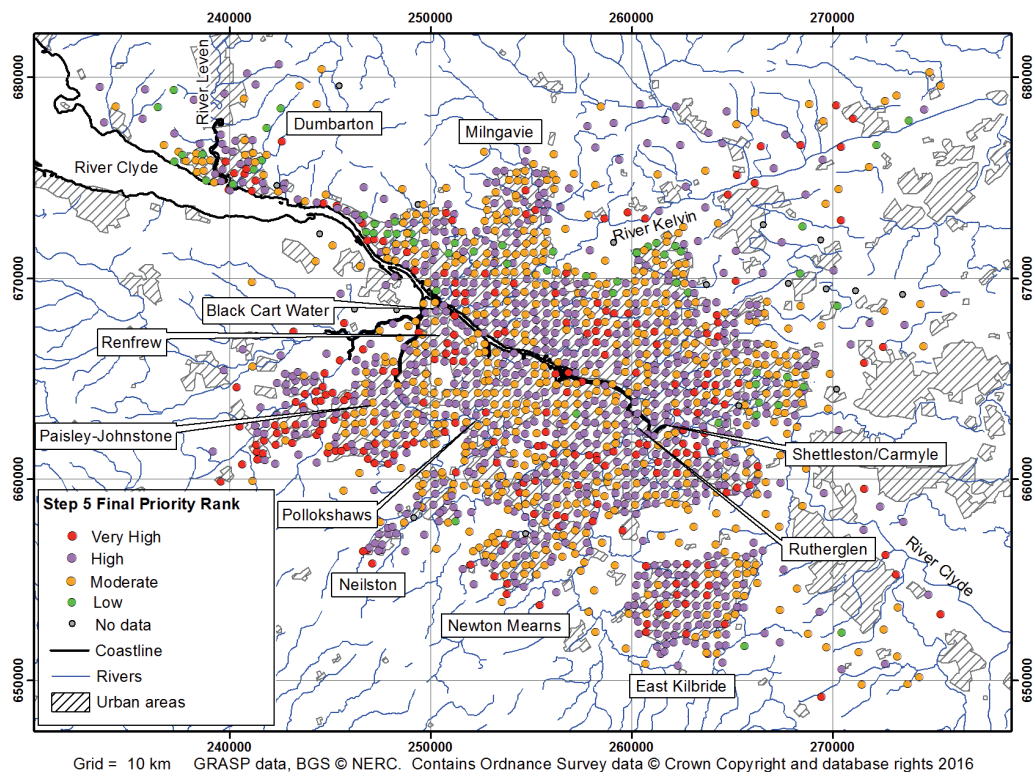 240000 250000 260000 270000
680000 680000
River Leven
Dumbarton
Milngavie
River Clyde
River Kelvin
670000 670000
Black Cart Water
Renfrew
Paisley-Johnstone
Shettleston/Carmyle
660000 660000
Pollokshaws
Rutherglen
River Clyde
Neilston
Newton Mearns
East Kilbride
650000 650000
Step 5 Final Priority Rank
Very High
High
Moderate
Low
No data
Coastline
Rivers
Urban areas
240000 250000 260000 270000
Grid = 10 km GRASP data, BGS © NERC. Contains Ordnance Survey data © Crown Copyright and database rights 2016